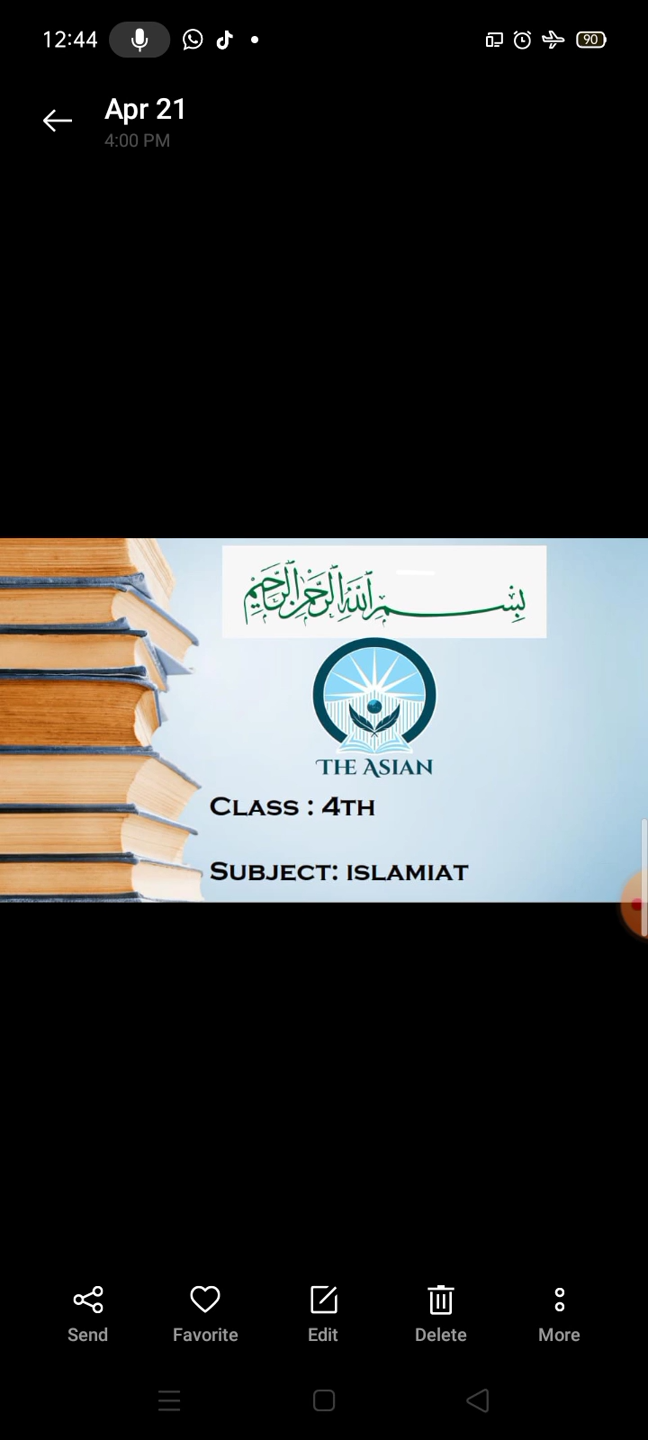 12:44
90
Apr 21
4:00 PM
بِسْمِ اللَّهِ الرَّحْمَٰنِ الرَّحِيمِ
THE ASIAN
CLASS : 4TH
SUBJECT: ISLAMIAT
Send Favorite Edit Delete More